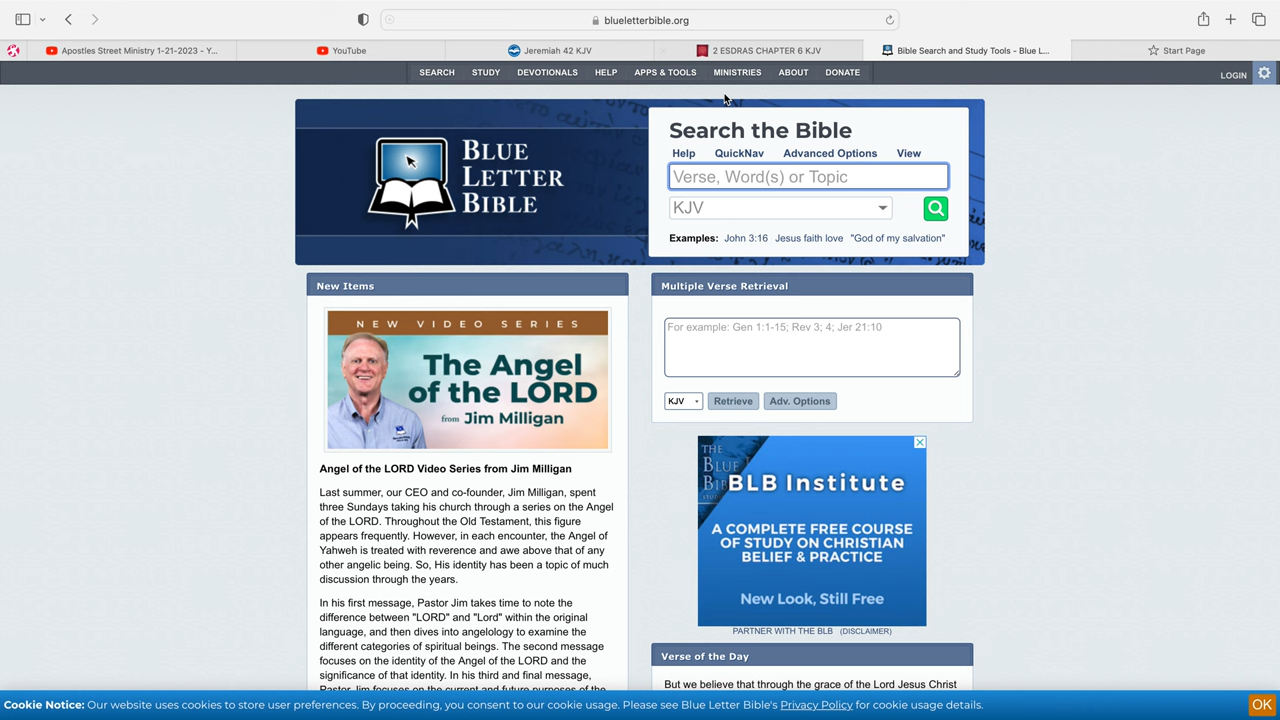 blueletterbible.org
Apostles Street Ministry 1-21-2023 - Y...
YouTube
Jeremiah 42 KJV
2 ESDRAS CHAPTER 6 KJV
Bible Search and Study Tools - Blue L...
Start Page
SEARCH STUDY DEVOTIONALS HELP APPS & TOOLS MINISTRIES ABOUT DONATE
LOGIN
BLUE
LETTER
BIBLE
Search the Bible
Help QuickNav Advanced Options View
Verse, Word(s) or Topic
KJV
Examples: John 3:16 Jesus faith love "God of my salvation"
New Items
NEW VIDEO SERIES
The Angel
of the LORD
from Jim Milligan
Angel of the LORD Video Series from Jim Milligan
Last summer, our CEO and co-founder, Jim Milligan, spent
three Sundays taking his church through a series on the Angel
of the LORD. Throughout the Old Testament, this figure
appears frequently. However, in each encounter, the Angel of
Yahweh is treated with reverence and awe above that of any
other angelic being. So, His identity has been a topic of much
discussion through the years.
In his first message, Pastor Jim takes time to note the
difference between "LORD" and "Lord" within the original
language, and then dives into angelology to examine the
different categories of spiritual beings. The second message
focuses on the identity of the Angel of the LORD and the
significance of that identity. In his third and final message,
Pastor Jim focuses on the current and future purposes of the
Multiple Verse Retrieval
For example: Gen 1:1-15; Rev 3; 4; Jer 21:10
KJV Retrieve Adv. Options
BLB Institute
A COMPLETE FREE COURSE
OF STUDY ON CHRISTIAN
BELIEF & PRACTICE
New Look, Still Free
PARTNER WITH THE BLB (DISCLAIMER)
Verse of the Day
But we believe that through the grace of the Lord Jesus Christ
Cookie Notice: Our website uses cookies to store user preferences. By proceeding, you consent to our cookie usage. Please see Blue Letter Bible's Privacy Policy for cookie usage details.
OK